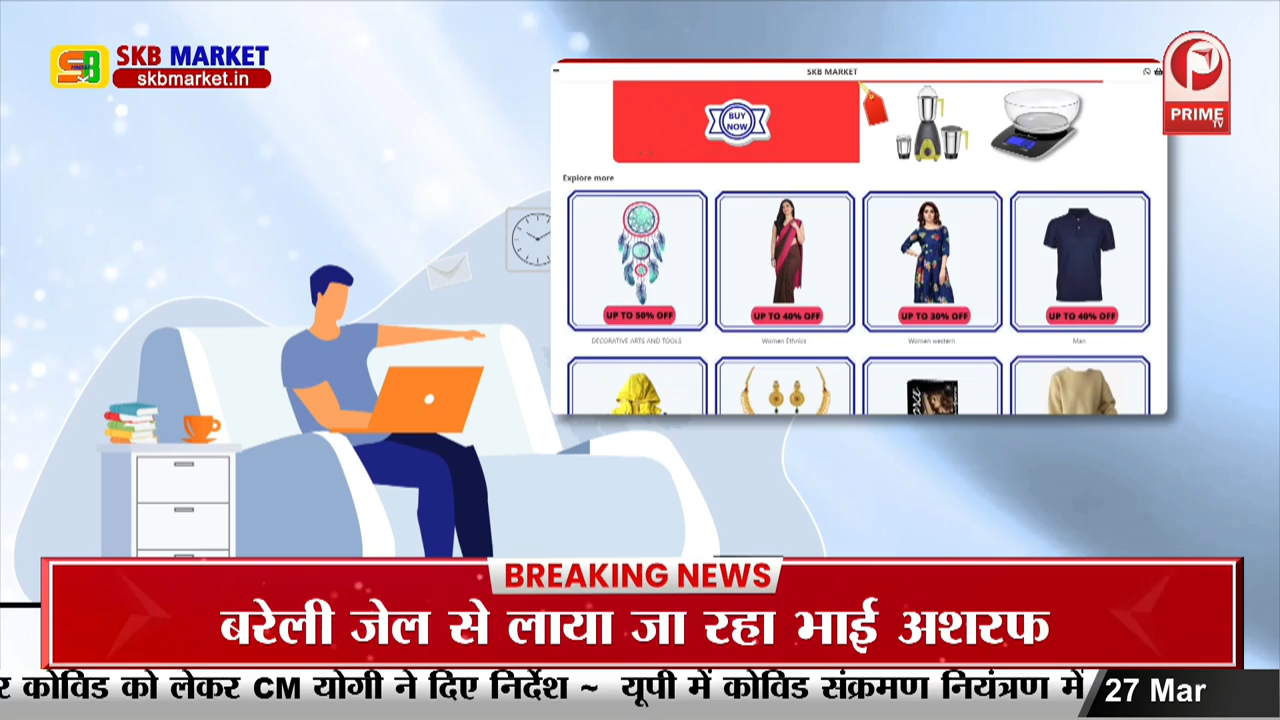 SKB MARKET
skbmarket.in
SKB MARKET
PRIME
TV
BUY
NOW
Explore more
UP TO 50% OFF
UP TO 40% OFF
UP TO 30% OFF
UP TO 40% OFF
DECORATIVE ARTS AND TOOLS
Women Ethnics
Women western
Man
BREAKING NEWS
बरेली जेल से लाया जा रहा भाई अशरफ
र कोविड को लेकर CM योगी ने दिए निर्देश ~ यूपी में कोविड संक्रमण नियंत्रण में
27 Mar